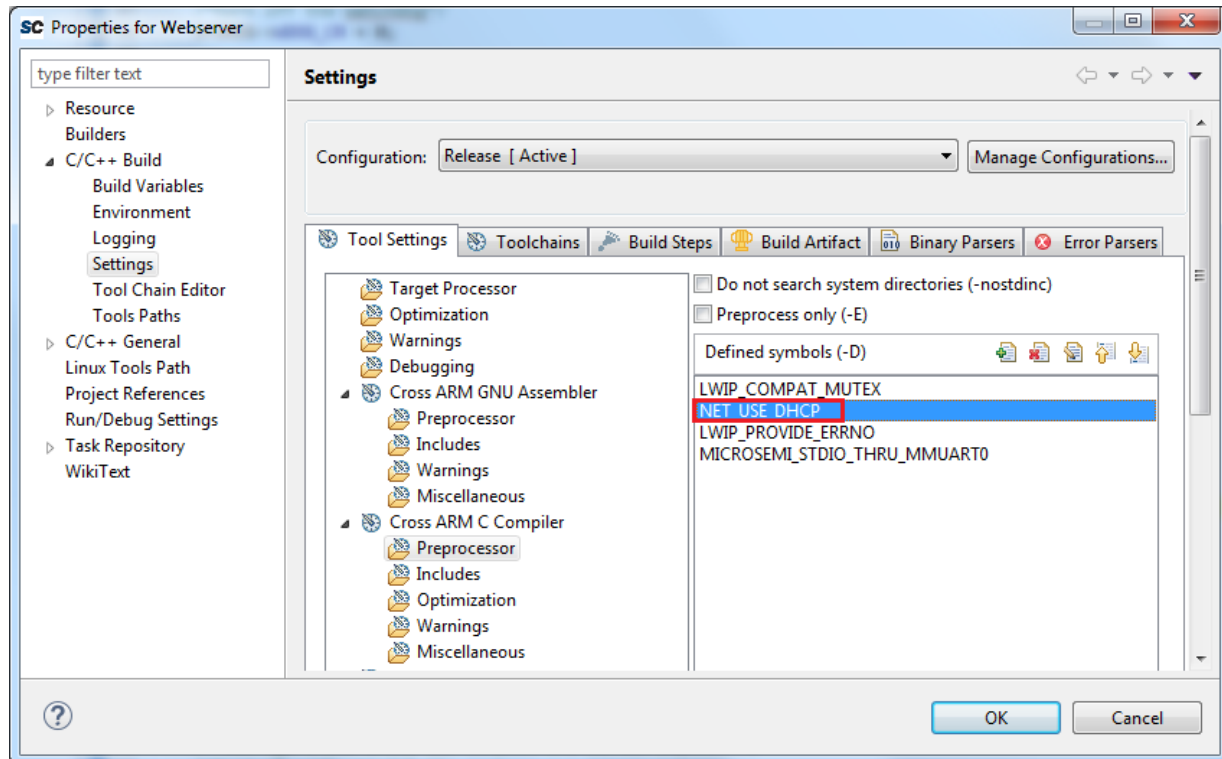 SC Properties for Webserver
type filter text
Settings
Resource
Builders
C/C++ Build
Build Variables
Environment
Logging
Settings
Tool Chain Editor
Tools Paths
C/C++ General
Linux Tools Path
Project References
Run/Debug Settings
Task Repository
WikiText
Configuration: Release [ Active ] Manage Configurations...
Tool Settings Toolchains Build Steps Build Artifact Binary Parsers Error Parsers
Target Processor
Optimization
Warnings
Debugging
Cross ARM GNU Assembler
Preprocessor
Includes
Warnings
Miscellaneous
Cross ARM C Compiler
Preprocessor
Includes
Optimization
Warnings
Miscellaneous
Do not search system directories (-nostdinc)
Preprocess only (-E)
Defined symbols (-D)
LWIP_COMPAT_MUTEX
NET_USE_DHCP
LWIP_PROVIDE_ERRNO
MICROSEMI_STDIO_THRU_MMUART0
OK Cancel